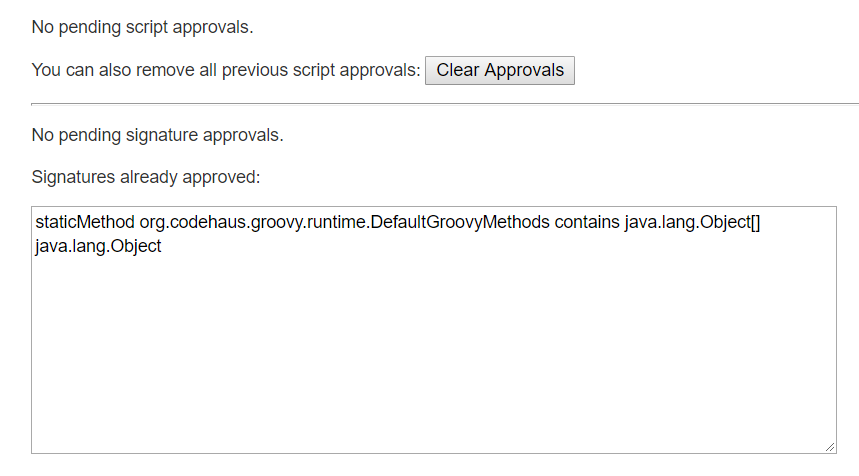 No pending script approvals.
You can also remove all previous script approvals: Clear Approvals
No pending signature approvals.
Signatures already approved:
staticMethod org.codehaus.groovy.runtime.DefaultGroovyMethods contains java.lang.Object[]
java.lang.Object